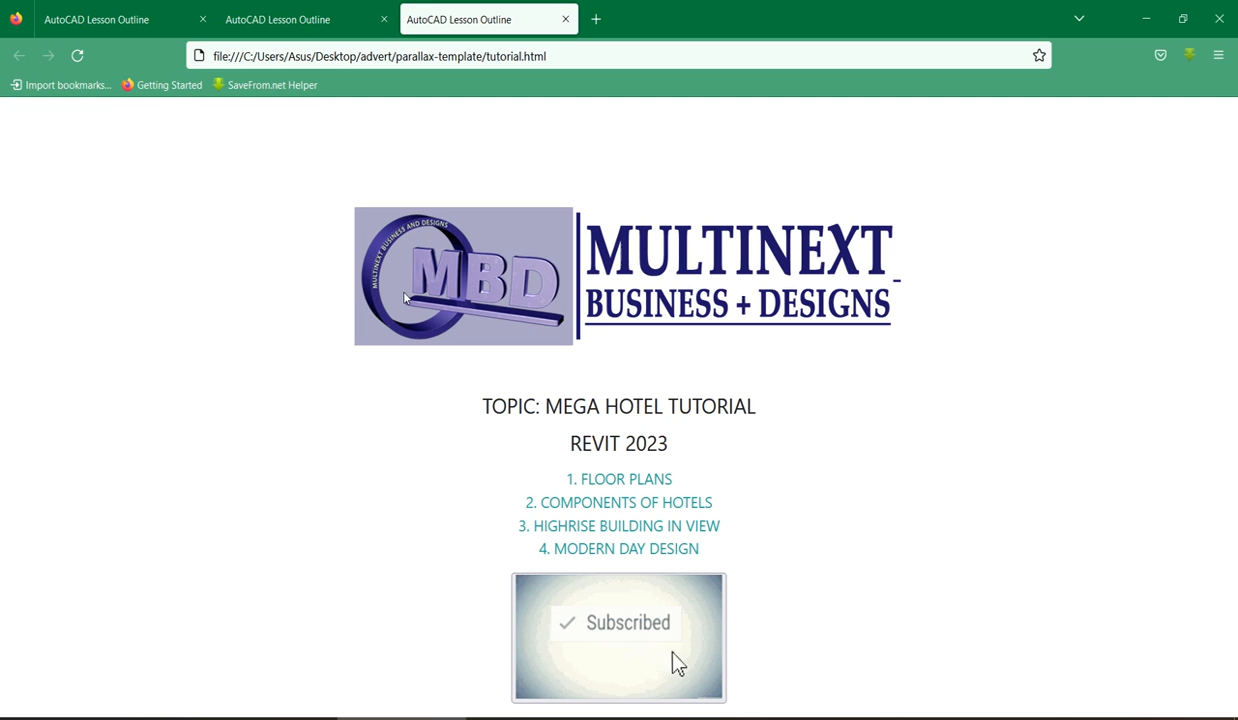 AutoCAD Lesson Outline
AutoCAD Lesson Outline
AutoCAD Lesson Outline
file:///C:/Users/Asus/Desktop/advert/parallax-template/tutorial.html
Import bookmarks...
Getting Started
SaveFrom.net Helper
MULTINEXT BUSINESS AND DESIGNS
MBD
MULTINEXT
BUSINESS + DESIGNS
TOPIC: MEGA HOTEL TUTORIAL
REVIT 2023
1. FLOOR PLANS
2. COMPONENTS OF HOTELS
3. HIGHRISE BUILDING IN VIEW
4. MODERN DAY DESIGN
Subscribed